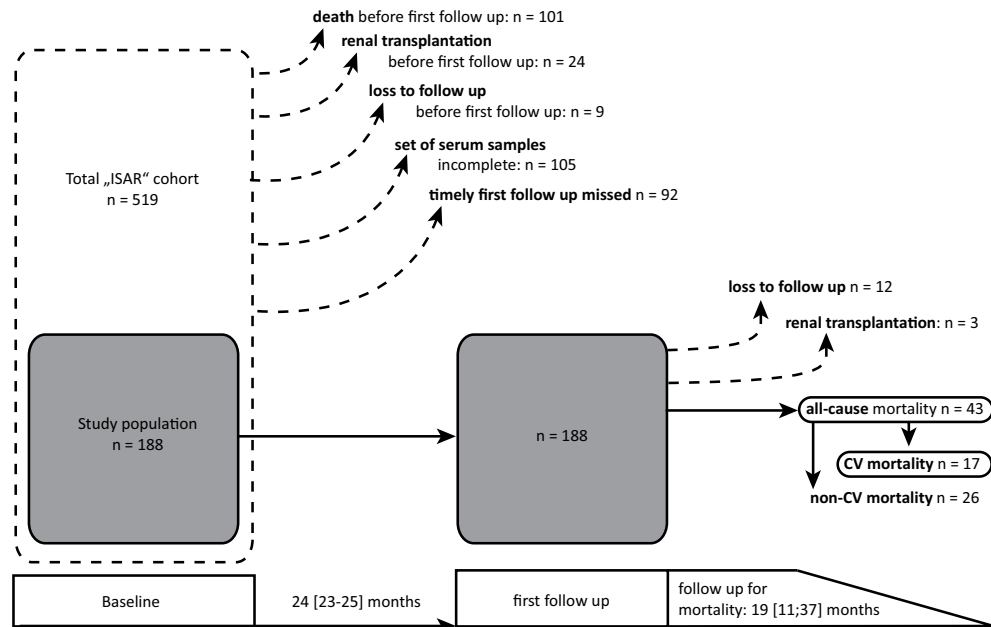 death before first follow up: n = 101
renal transplantation
before first follow up: n = 24
loss to follow up
before first follow up: n = 9
set of serum samples
incomplete: n = 105
timely first follow up missed n = 92
Total „ISAR“ cohort
n = 519
loss to follow up n = 12
renal transplantation: n = 3
Study population
n = 188
n = 188
all-cause mortality n = 43
CV mortality n = 17
non-CV mortality n = 26
Baseline
24 [23-25] months
first follow up
follow up for
mortality: 19 [11;37] months